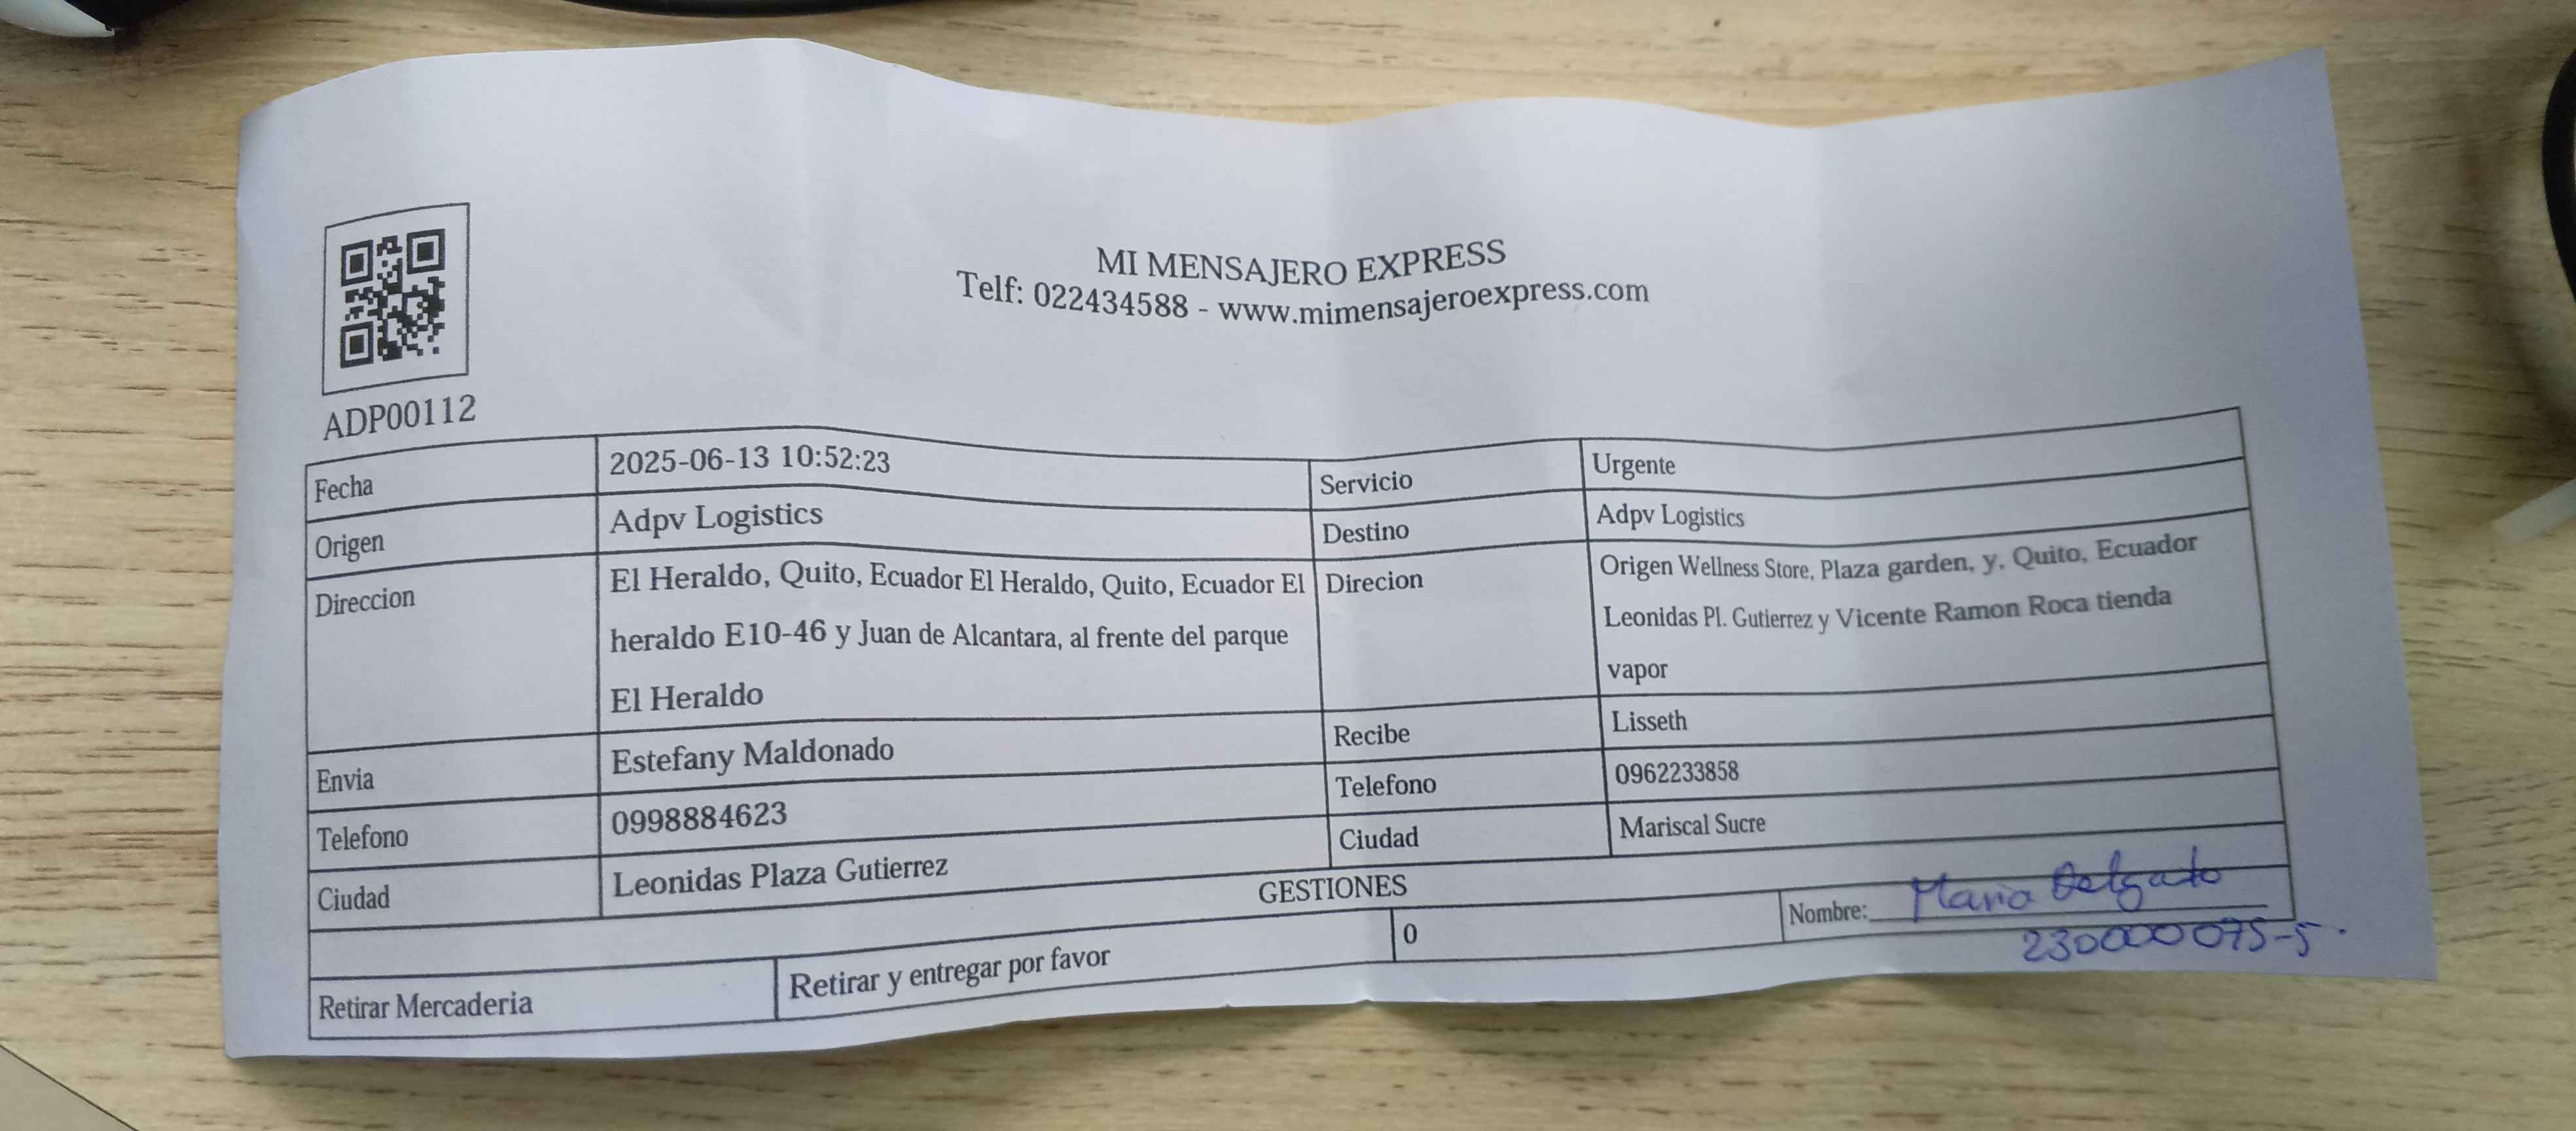 MI MENSAJERO EXPRESS
Telf: 022434588 - www.mimensajeroexpress.com
ADP00112
Fecha 2025-06-13 10:52:23 Servicio Urgente
Origen Adpv Logistics Destino Adpv Logistics
Direccion El Heraldo, Quito, Ecuador El Heraldo, Quito, Ecuador El Direcion Origen Wellness Store, Plaza garden, y, Quito, Ecuador
heraldo E10-46 y Juan de Alcantara, al frente del parque Leonidas Pl. Gutierrez y Vicente Ramon Roca tienda
El Heraldo vapor
Envia Estefany Maldonado Recibe Lisseth
Telefono 0998884623 Telefono 0962233858
Ciudad Leonidas Plaza Gutierrez Ciudad Mariscal Sucre
GESTIONES
Retirar Mercaderia Retirar y entregar por favor 0 Nombre: Maria Delgado
230000075-5.